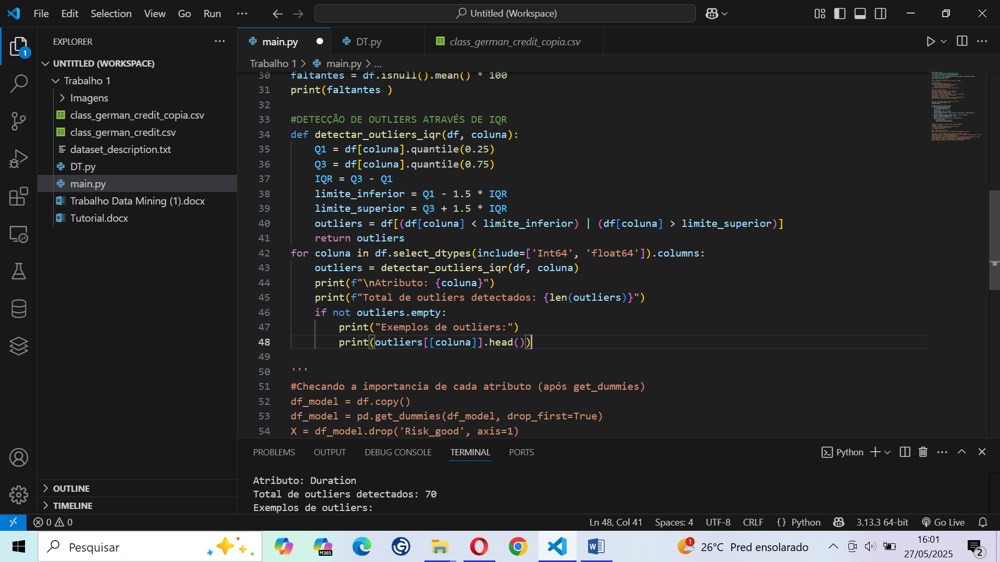 File Edit Selection View Go Run ··· Untitled (Workspace)
EXPLORER
1
UNTITLED (WORKSPACE)
Trabalho 1
Imagens
class_german_credit_copia.csv
class_german_credit.csv
dataset_description.txt
DT.py
main.py
Trabalho Data Mining (1).docx
Tutorial.docx
OUTLINE
TIMELINE
main.py DT.py class_german_credit_copia.csv
Trabalho 1 > main.py > ...
30 faltantes = df.isnull().mean() * 100
31 print(faltantes )
32
33 #DETECÇÃO DE OUTLIERS ATRAVÉS DE IQR
34 def detectar_outliers_iqr(df, coluna):
35 Q1 = df[coluna].quantile(0.25)
36 Q3 = df[coluna].quantile(0.75)
37 IQR = Q3 - Q1
38 limite_inferior = Q1 - 1.5 * IQR
39 limite_superior = Q3 + 1.5 * IQR
40 outliers = df[(df[coluna] < limite_inferior) | (df[coluna] > limite_superior)]
41 return outliers
42 for coluna in df.select_dtypes(include=['Int64', 'float64']).columns:
43 outliers = detectar_outliers_iqr(df, coluna)
44 print(f"\nAtributo: {coluna}")
45 print(f"Total de outliers detectados: {len(outliers)}")
46 if not outliers.empty:
47 print("Exemplos de outliers:")
48 print(outliers[[coluna]].head())
49
50 '''
51 #Checando a importancia de cada atributo (após get_dummies)
52 df_model = df.copy()
53 df_model = pd.get_dummies(df_model, drop_first=True)
54 X = df_model.drop('Risk_good', axis=1)
PROBLEMS OUTPUT DEBUG CONSOLE TERMINAL PORTS Python
Atributo: Duration
Total de outliers detectados: 70
Exemplos de outliers:
0 0 Ln 48, Col 41 Spaces: 4 UTF-8 CRLF {} Python 3.13.3 64-bit Go Live
Pesquisar M365 1 26°C Pred ensolarado 16:01
27/05/2025 2